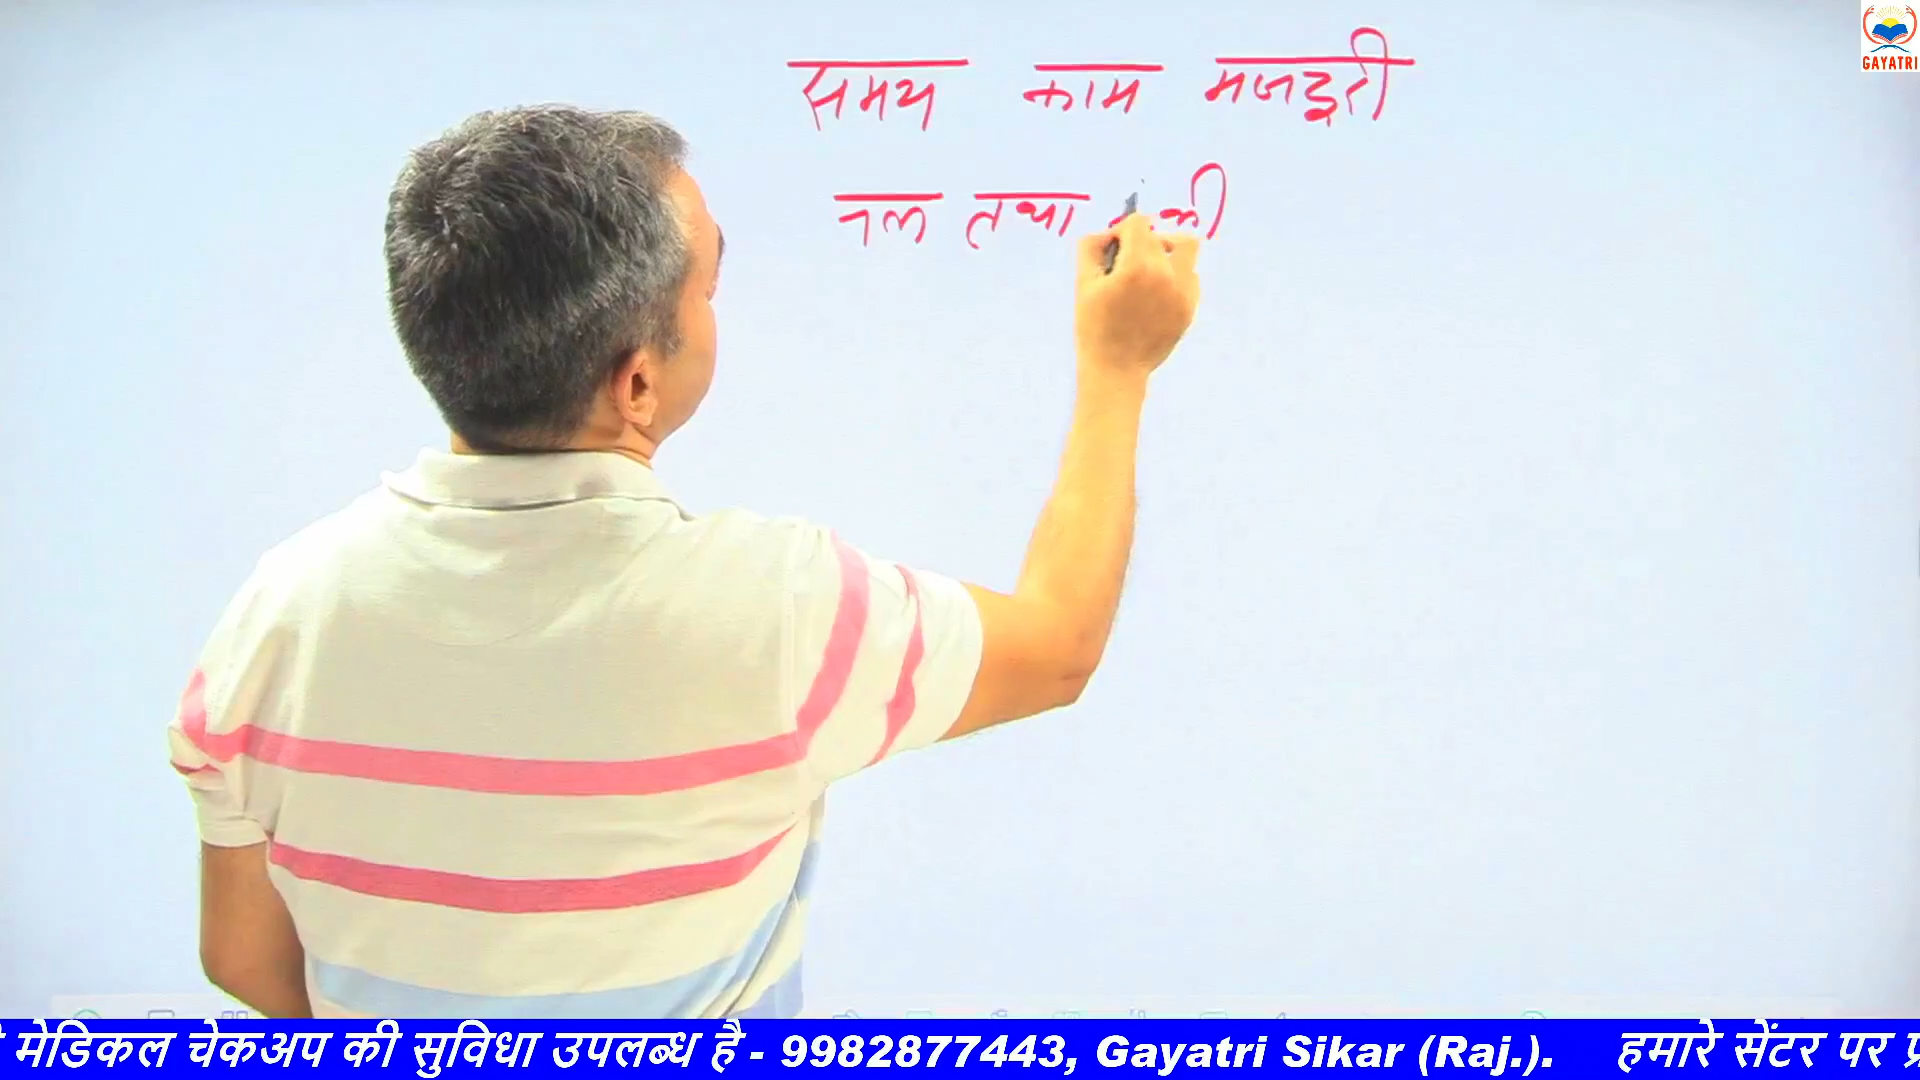 समय काम मजदूरी
नल तथा
GAYATRI
मेडिकल चेकअप की सुविधा उपलब्ध है - 9982877443, Gayatri Sikar (Raj.). हमारे सेंटर पर